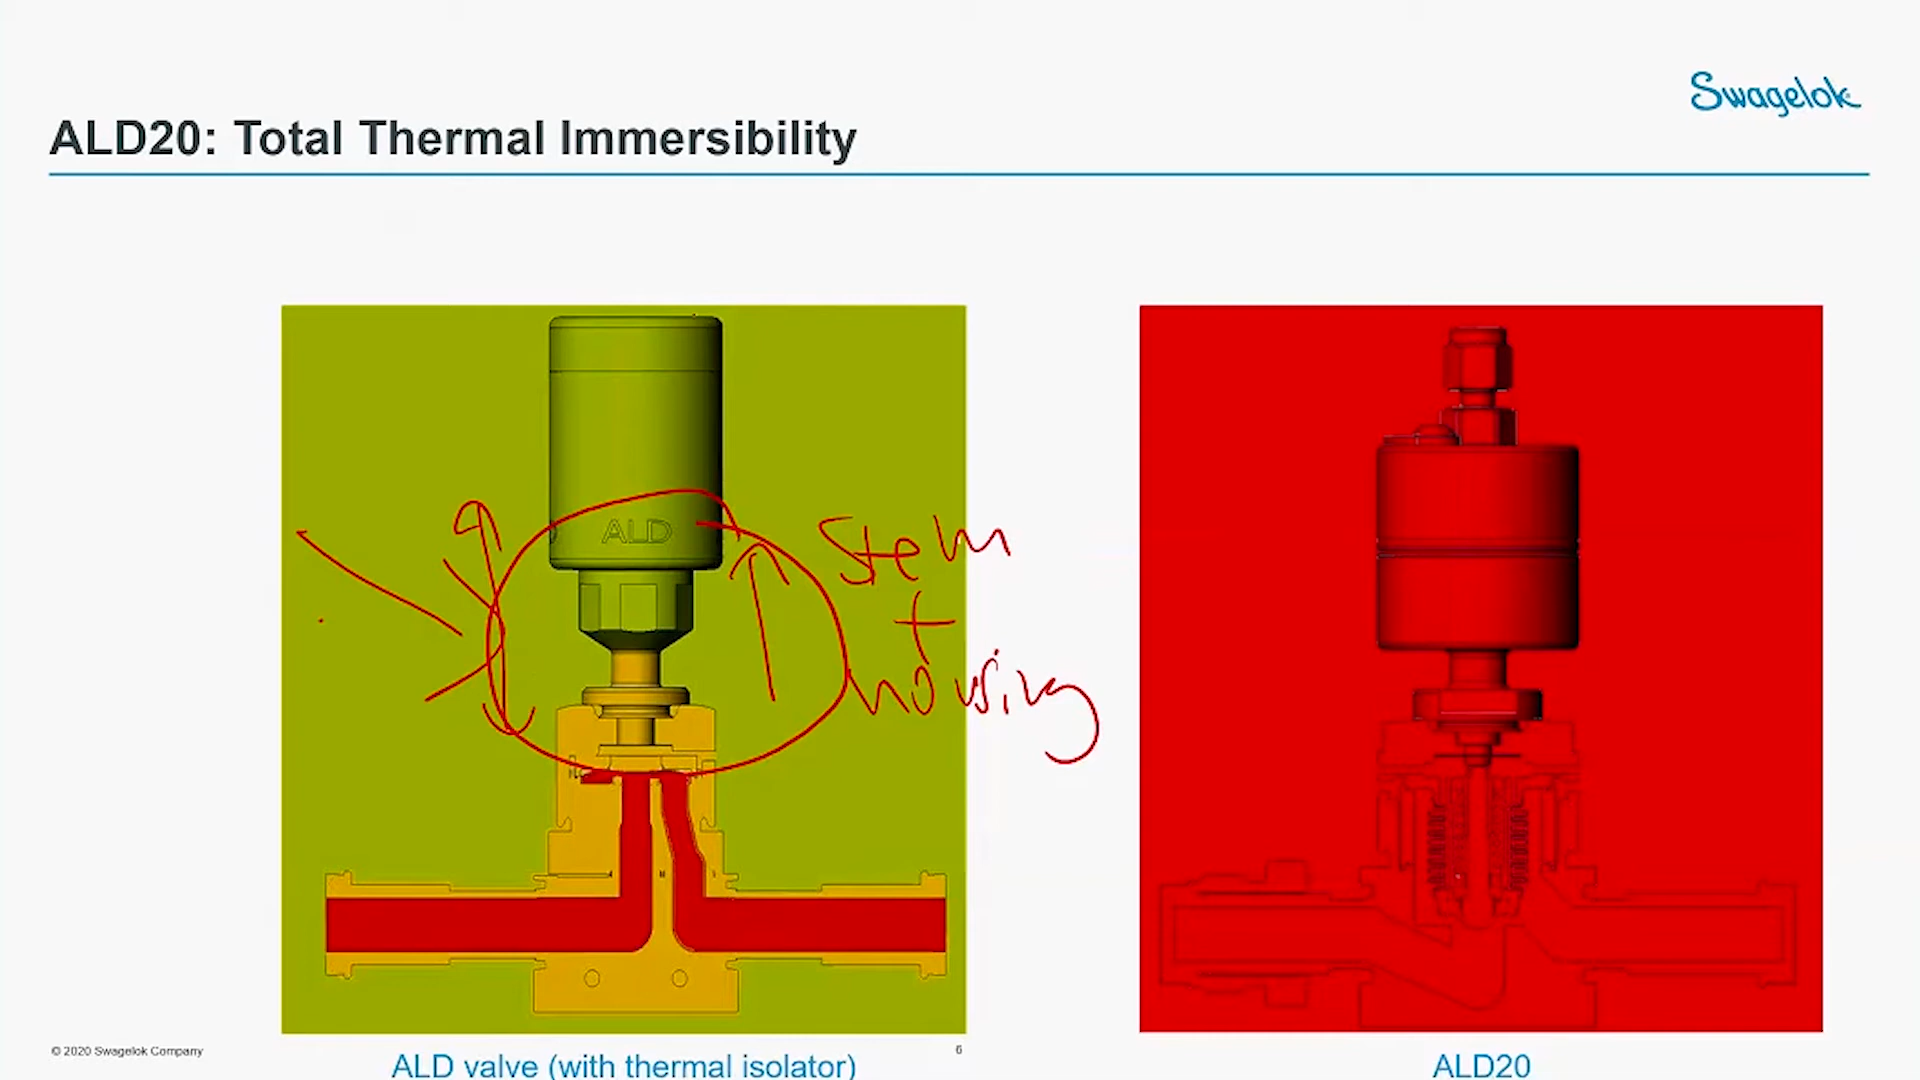 Swagelok
ALD20: Total Thermal Immersibility
ALD
Stem
+
housing
© 2020 Swagelok Company
6
ALD valve (with thermal isolator)
ALD20